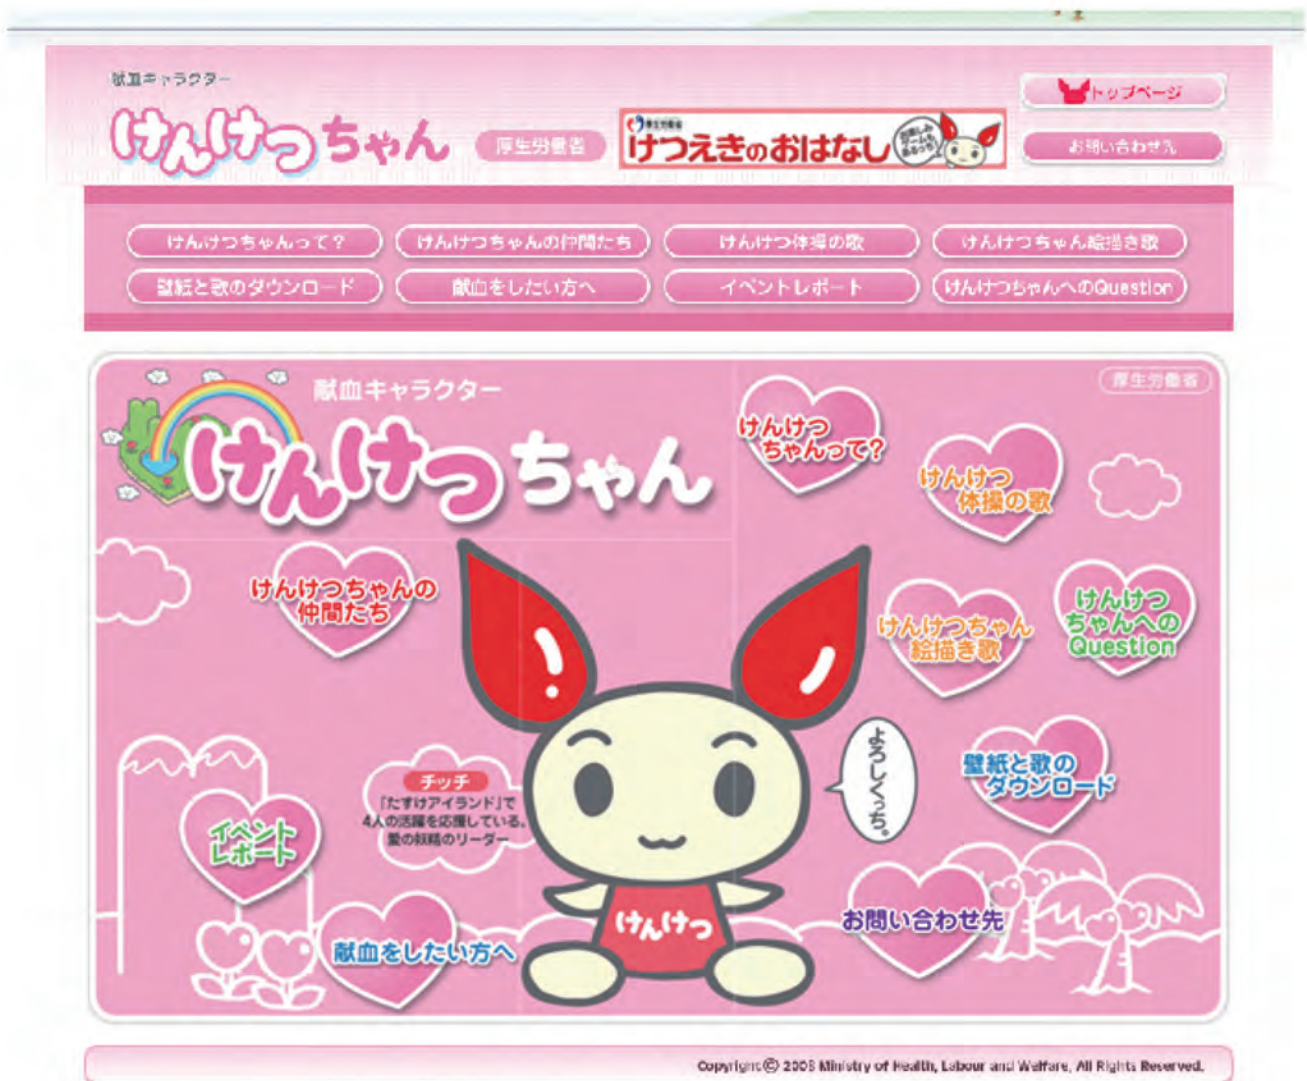 献血キャラクター
けんけつちゃん
厚生労働省
厚生労働省
けつえきのおはなし
トップページ
お問い合わせ先
けんけつちゃんって?
けんけつちゃんの仲間たち
けんけつ体操の歌
けんけつちゃん絵描き歌
壁紙と歌のダウンロード
献血をしたい方へ
イベントレポート
けんけつちゃんへのQuestion
献血キャラクター
けんけつちゃん
厚生労働省
けんけつ
ちゃんって?
けんけつ
体操の歌
けんけつちゃんの
仲間たち
けんけつちゃん
絵描き歌
けんけつ
ちゃんへの
Question
よろしくっち。
壁紙と歌の
ダウンロード
チッチ
「たすけアイランド」で
4人の活躍を応援している。
愛の妖精のリーダー
イベント
レポート
けんけつ
お問い合わせ先
献血をしたい方へ
Copyright © 2008 Ministry of Health, Labour and Welfare, All Rights Reserved.